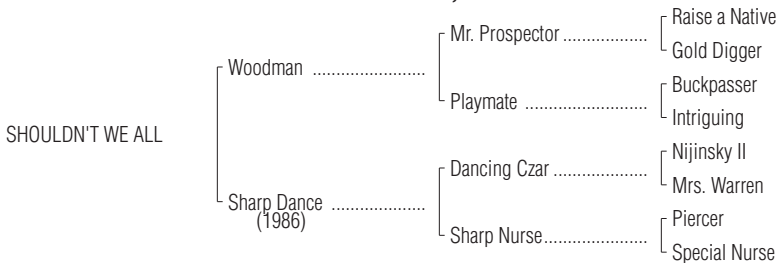 Raise a Native
Mr. Prospector ....................
Gold Digger
Woodman .........................
Buckpasser
Playmate ............................
Intriguing
SHOULDN'T WE ALL
Nijinsky II
Dancing Czar ......................
Mrs. Warren
Sharp Dance .....................
(1986)
Piercer
Sharp Nurse........................
Special Nurse